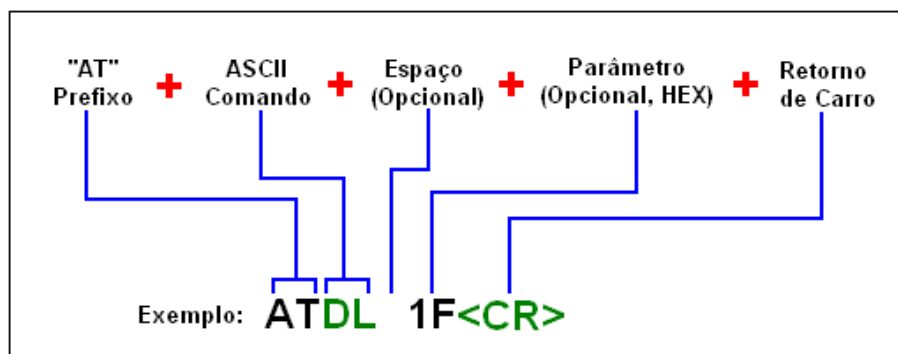 "AT" + ASCII + Espaço + Parâmetro + Retorno
Prefixo Comando (Opcional) (Opcional, HEX) de Carro
Exemplo: ATDL 1F<CR>